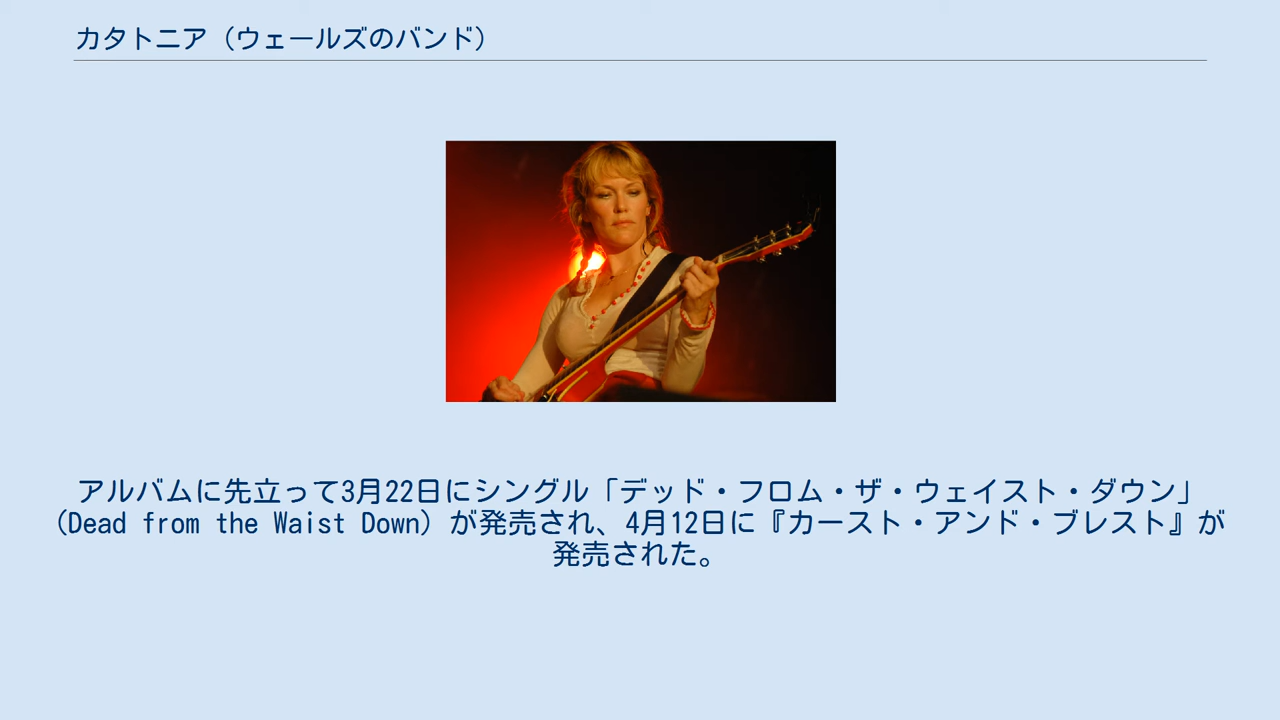 カタトニア（ウェールズのバンド）
アルバムに先立って3月22日にシングル「デッド・フロム・ザ・ウェイスト・ダウン」
（Dead from the Waist Down）が発売され、4月12日に『カースト・アンド・ブレスト』が
発売された。